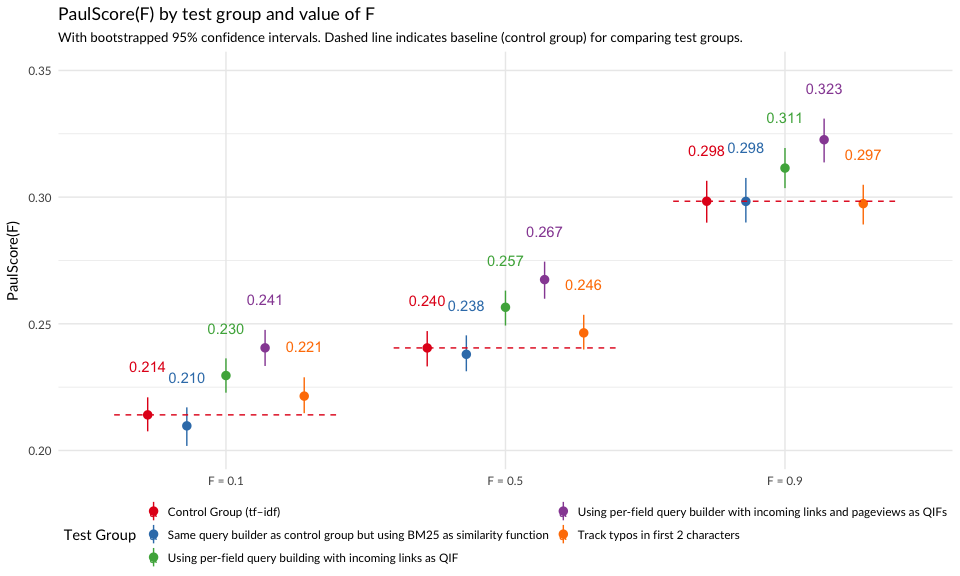 PaulScore(F) by test group and value of F
With bootstrapped 95% confidence intervals. Dashed line indicates baseline (control group) for comparing test groups.
PaulScore(F)
0.35
0.30
0.25
0.20
0.214
0.210
0.230
0.241
0.221
0.240
0.238
0.257
0.267
0.246
0.298
0.298
0.311
0.323
0.297
F = 0.1
F = 0.5
F = 0.9
Test Group
Control Group (tf–idf)
Same query builder as control group but using BM25 as similarity function
Using per-field query building with incoming links as QIF
Using per-field query builder with incoming links and pageviews as QIFs
Track typos in first 2 characters